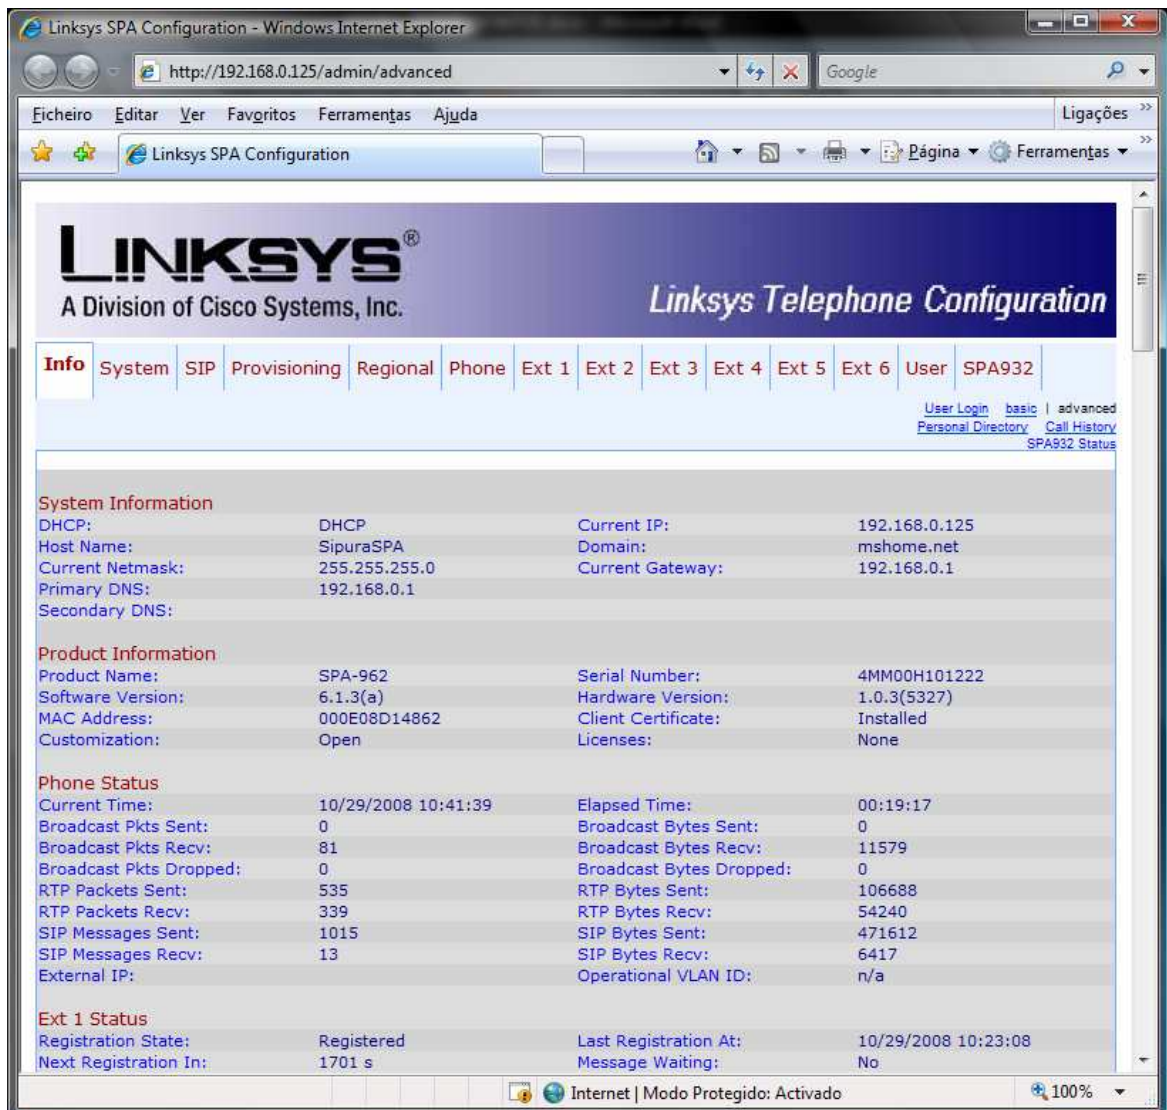 Linksys SPA Configuration - Windows Internet Explorer
http://192.168.0.125/admin/advanced
Google
Ficheiro Editar Ver Favoritos Ferramentas Ajuda Ligações
Linksys SPA Configuration Página Ferramentas
LINKSYS®
A Division of Cisco Systems, Inc.
Linksys Telephone Configuration
Info System SIP Provisioning Regional Phone Ext 1 Ext 2 Ext 3 Ext 4 Ext 5 Ext 6 User SPA932
User Login basic | advanced
Personal Directory Call History
SPA932 Status
System Information
DHCP: DHCP Current IP: 192.168.0.125
Host Name: SipuraSPA Domain: mshome.net
Current Netmask: 255.255.255.0 Current Gateway: 192.168.0.1
Primary DNS: 192.168.0.1
Secondary DNS:
Product Information
Product Name: SPA-962 Serial Number: 4MM00H101222
Software Version: 6.1.3(a) Hardware Version: 1.0.3(5327)
MAC Address: 000E08D14862 Client Certificate: Installed
Customization: Open Licenses: None
Phone Status
Current Time: 10/29/2008 10:41:39 Elapsed Time: 00:19:17
Broadcast Pkts Sent: 0 Broadcast Bytes Sent: 0
Broadcast Pkts Recv: 81 Broadcast Bytes Recv: 11579
Broadcast Pkts Dropped: 0 Broadcast Bytes Dropped: 0
RTP Packets Sent: 535 RTP Bytes Sent: 106688
RTP Packets Recv: 339 RTP Bytes Recv: 54240
SIP Messages Sent: 1015 SIP Bytes Sent: 471612
SIP Messages Recv: 13 SIP Bytes Recv: 6417
External IP: Operational VLAN ID: n/a
Ext 1 Status
Registration State: Registered Last Registration At: 10/29/2008 10:23:08
Next Registration In: 1701 s Message Waiting: No
Internet | Modo Protegido: Activado 100%